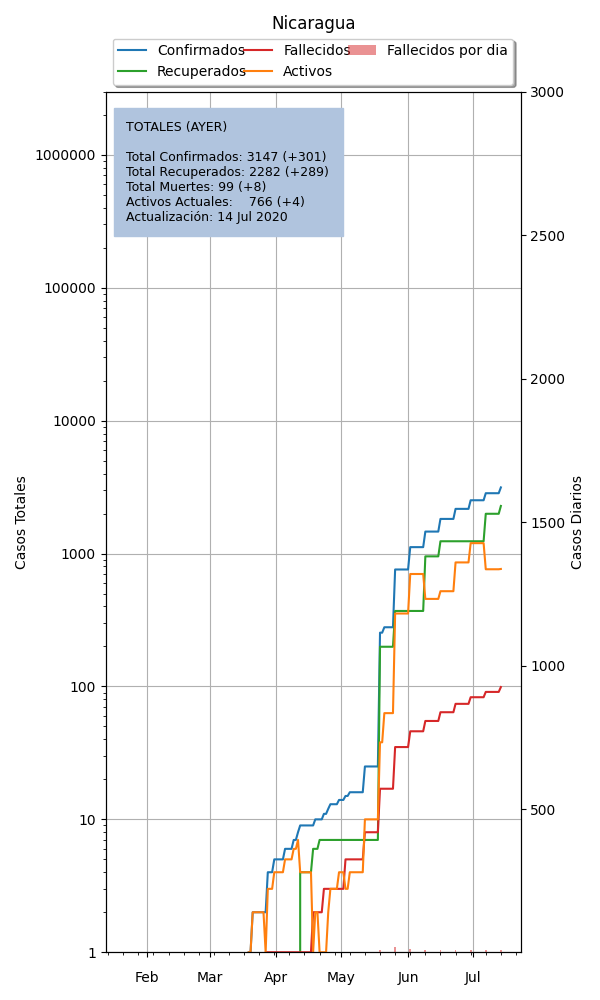 Nicaragua
Confirmados Fallecidos Fallecidos por dia
Recuperados Activos
TOTALES (AYER)
Total Confirmados: 3147 (+301)
Total Recuperados: 2282 (+289)
Total Muertes: 99 (+8)
Activos Actuales: 766 (+4)
Actualización: 14 Jul 2020
Casos Totales
1000000
100000
10000
1000
100
10
1
3000
2500
2000
1500
1000
500
Casos Diarios
Feb Mar Apr May Jun Jul